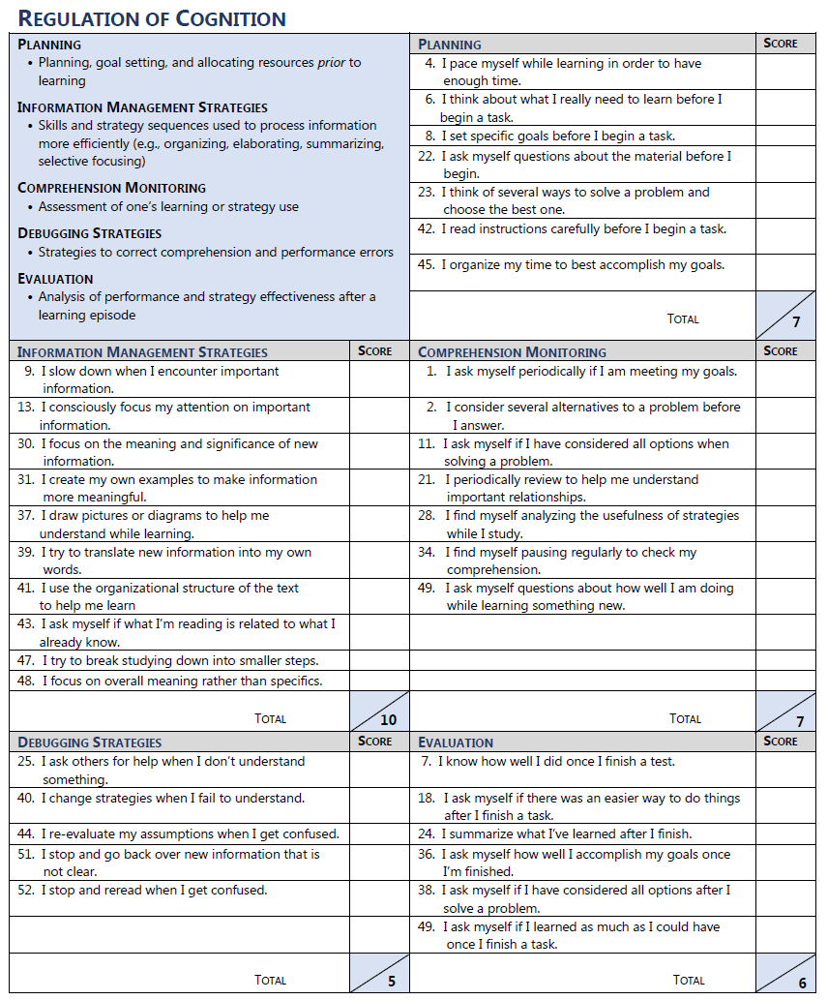 REGULATION OF COGNITION
PLANNING
• Planning, goal setting, and allocating resources prior to
learning
INFORMATION MANAGEMENT STRATEGIES
• Skills and strategy sequences used to process information
more efficiently (e.g., organizing, elaborating, summarizing,
selective focusing)
COMPREHENSION MONITORING
• Assessment of one's learning or strategy use
DEBUGGING STRATEGIES
• Strategies to correct comprehension and performance errors
EVALUATION
• Analysis of performance and strategy effectiveness after a
learning episode
PLANNING SCORE
4. I pace myself while learning in order to have
enough time.
6. I think about what I really need to learn before I
begin a task.
8. I set specific goals before I begin a task.
22. I ask myself questions about the material before I
begin.
23. I think of several ways to solve a problem and
choose the best one.
42. I read instructions carefully before I begin a task.
45. I organize my time to best accomplish my goals.
TOTAL 7
INFORMATION MANAGEMENT STRATEGIES SCORE
9. I slow down when I encounter important
information.
13. I consciously focus my attention on important
information.
30. I focus on the meaning and significance of new
information.
31. I create my own examples to make information
more meaningful.
37. I draw pictures or diagrams to help me
understand while learning.
39. I try to translate new information into my own
words.
41. I use the organizational structure of the text
to help me learn
43. I ask myself if what I'm reading is related to what I
already know.
47. I try to break studying down into smaller steps.
48. I focus on overall meaning rather than specifics.
TOTAL 10
COMPREHENSION MONITORING SCORE
1. I ask myself periodically if I am meeting my goals.
2. I consider several alternatives to a problem before
I answer.
11. I ask myself if I have considered all options when
solving a problem.
21. I periodically review to help me understand
important relationships.
28. I find myself analyzing the usefulness of strategies
while I study.
34. I find myself pausing regularly to check my
comprehension.
49. I ask myself questions about how well I am doing
while learning something new.
TOTAL 7
DEBUGGING STRATEGIES SCORE
25. I ask others for help when I don't understand
something.
40. I change strategies when I fail to understand.
44. I re-evaluate my assumptions when I get confused.
51. I stop and go back over new information that is
not clear.
52. I stop and reread when I get confused.
TOTAL 5
EVALUATION SCORE
7. I know how well I did once I finish a test.
18. I ask myself if there was an easier way to do things
after I finish a task.
24. I summarize what I've learned after I finish.
36. I ask myself how well I accomplish my goals once
I'm finished.
38. I ask myself if I have considered all options after I
solve a problem.
49. I ask myself if I learned as much as I could have
once I finish a task.
TOTAL 6